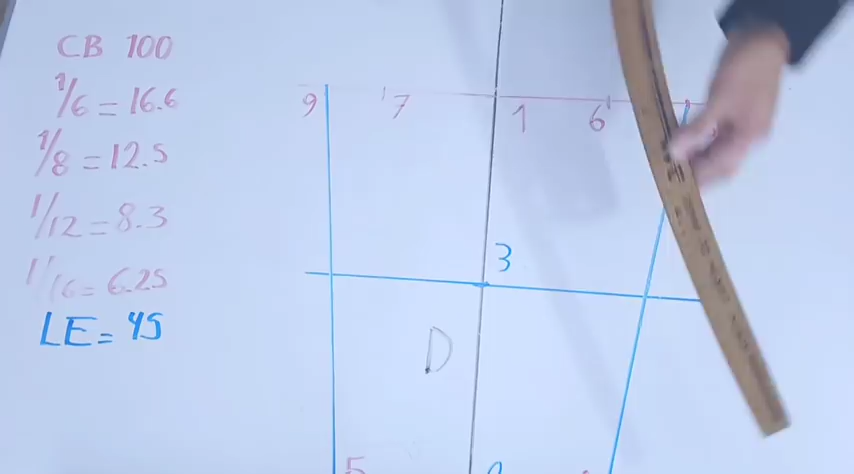 CB 100
1/6 = 16.6
1/8 = 12.5
1/12 = 8.3
1/16 = 6.25
LE = 45
9
7
1
6
3
D
5